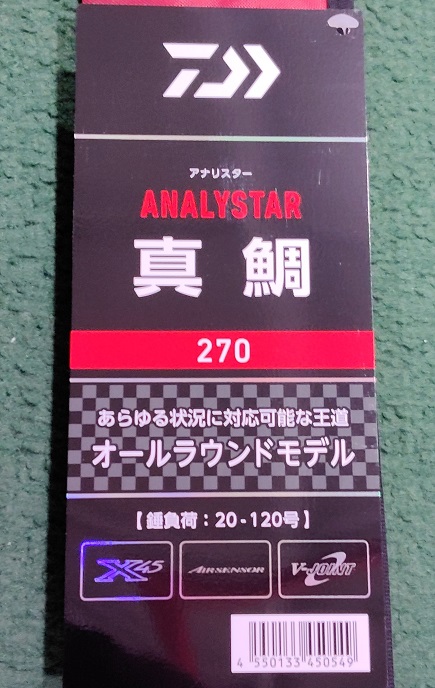 アナリスター
ANALYSTAR
真鯛
270
あらゆる状況に対応可能な王道
オールラウンドモデル
【錘負荷：20-120号】
X45 AIR SENSOR V-JOINT
4 550133 450549